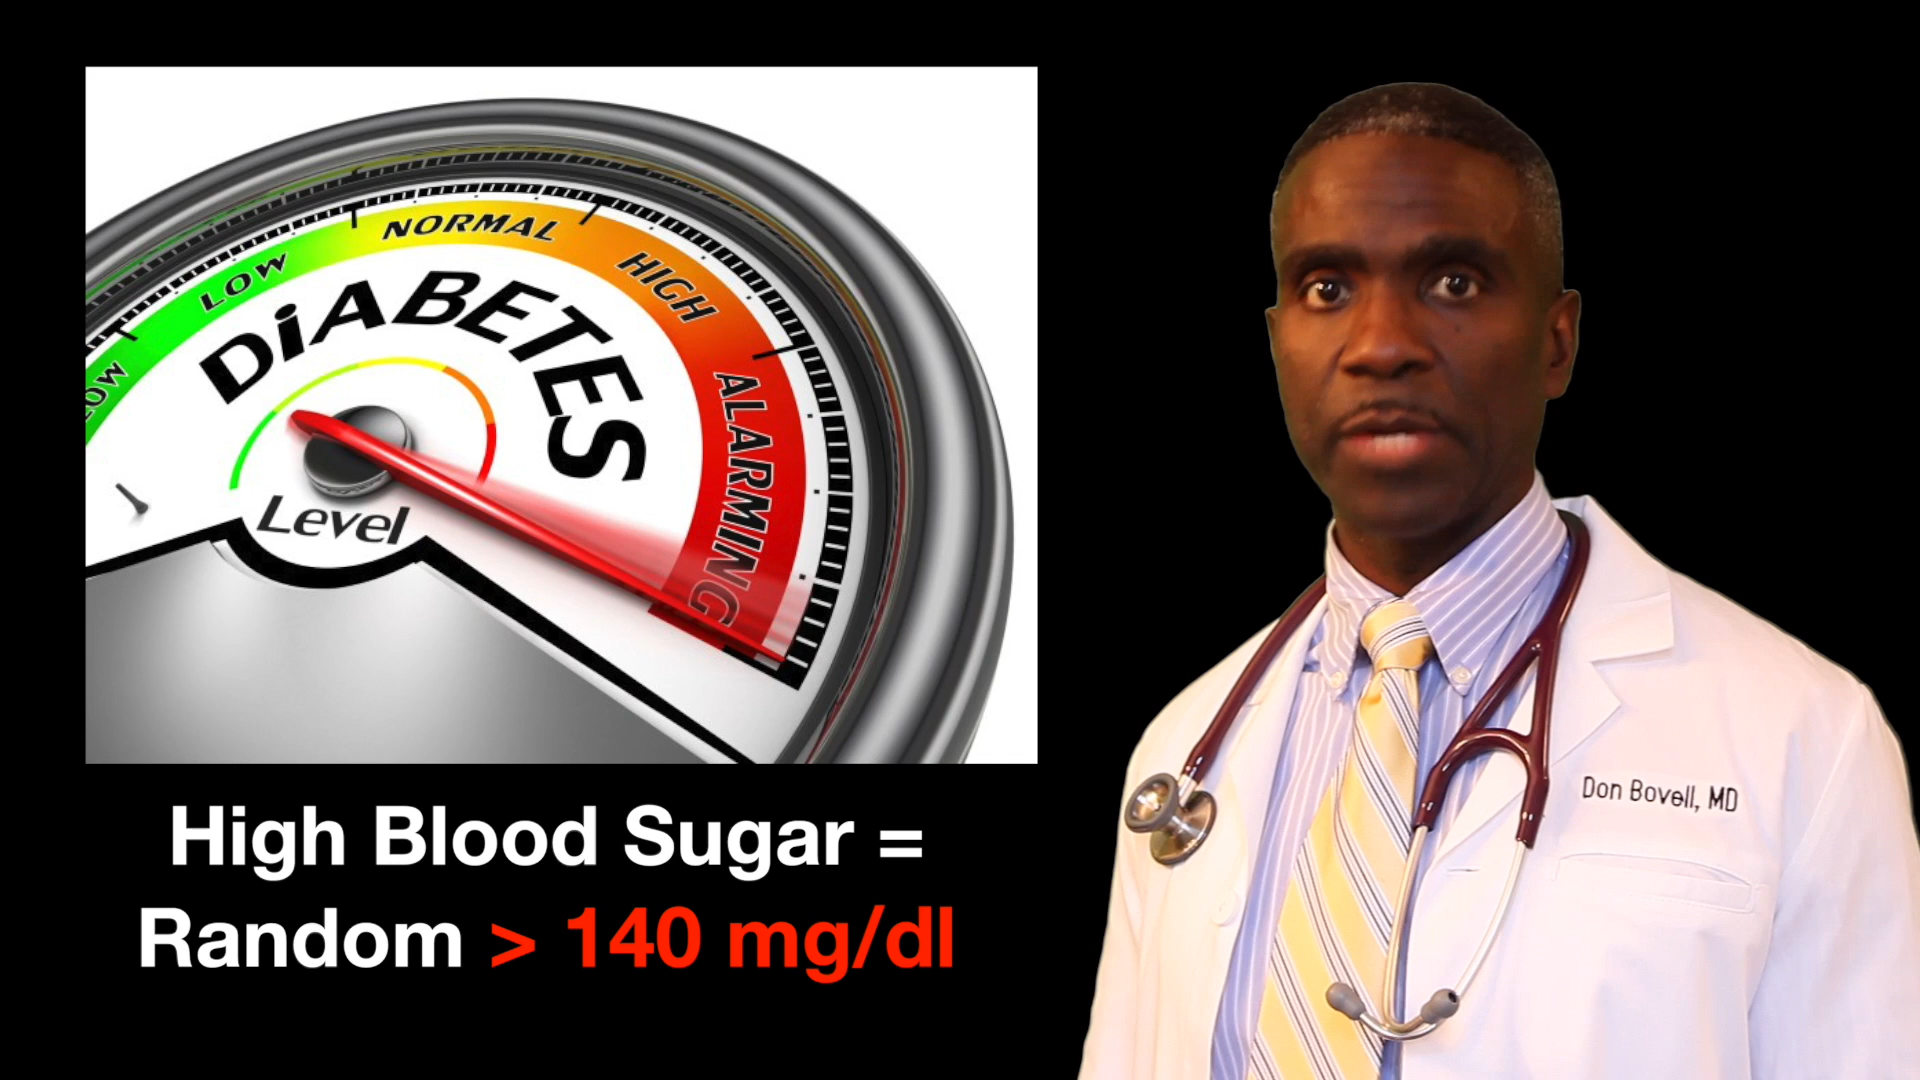 LOW
LOW
NORMAL
HIGH
ALARMING
DiABETES
Level
High Blood Sugar =
Random > 140 mg/dl
Don Bovell, MD